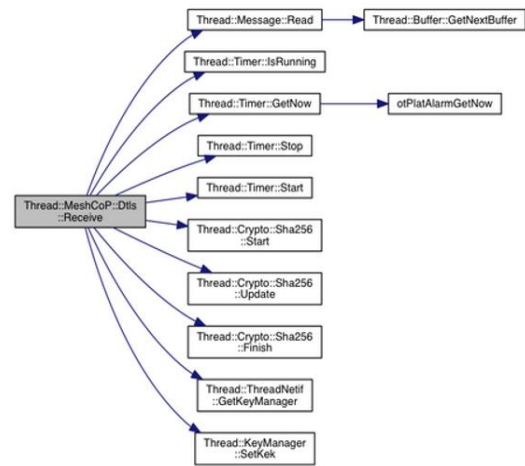 Thread::Message::Read
Thread::Buffer::GetNextBuffer
Thread::Timer::IsRunning
Thread::Timer::GetNow
otPlatAlarmGetNow
Thread::Timer::Stop
Thread::Timer::Start
Thread::MeshCoP::Dtls
::Receive
Thread::Crypto::Sha256
::Start
Thread::Crypto::Sha256
::Update
Thread::Crypto::Sha256
::Finish
Thread::ThreadNetif
::GetKeyManager
Thread::KeyManager
::SetKek